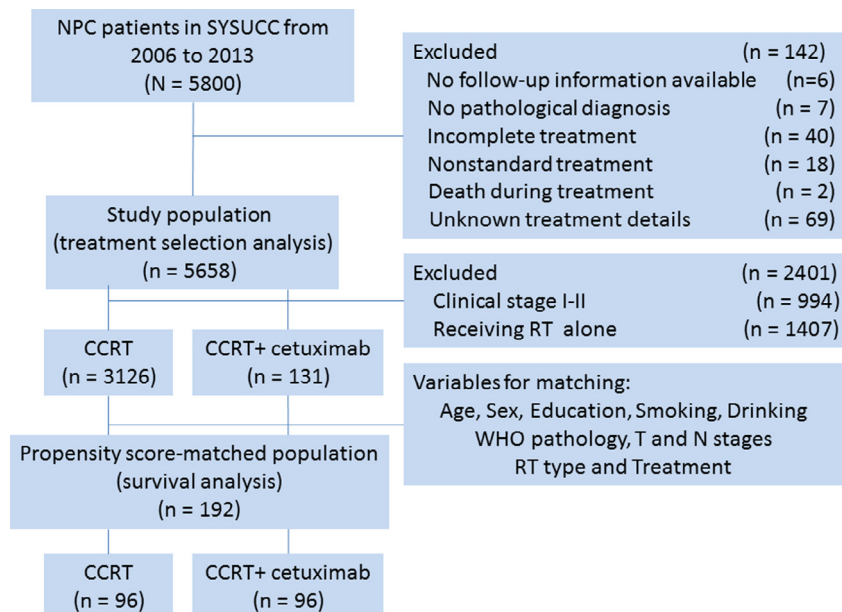 NPC patients in SYSUCC from
2006 to 2013
(N = 5800)
Excluded (n = 142)
No follow-up information available (n=6)
No pathological diagnosis (n = 7)
Incomplete treatment (n = 40)
Nonstandard treatment (n = 18)
Death during treatment (n = 2)
Unknown treatment details (n = 69)
Study population
(treatment selection analysis)
(n = 5658)
Excluded (n = 2401)
Clinical stage I-II (n = 994)
Receiving RT alone (n = 1407)
CCRT
(n = 3126)
CCRT+ cetuximab
(n = 131)
Variables for matching:
Age, Sex, Education, Smoking, Drinking
WHO pathology, T and N stages
RT type and Treatment
Propensity score-matched population
(survival analysis)
(n = 192)
CCRT
(n = 96)
CCRT+ cetuximab
(n = 96)